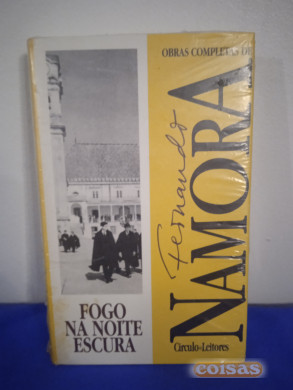 OBRAS COMPLETAS DE
Fernando
NAMORA
FOGO
NA NOITE
ESCURA
Círculo-Leitores
coisas